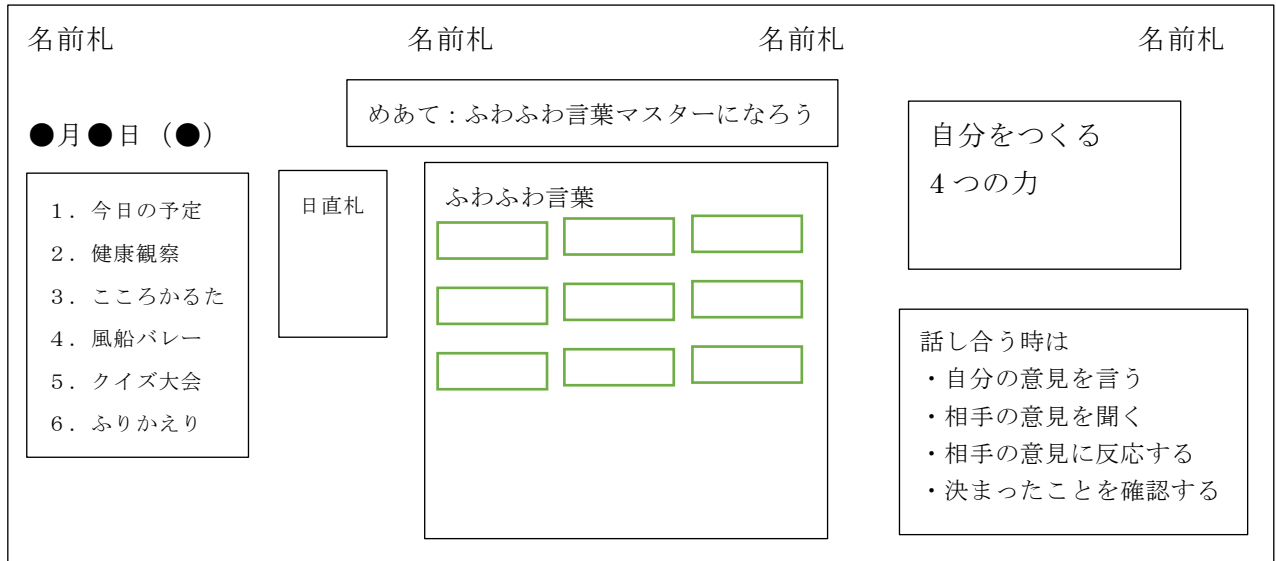 名前札
名前札
名前札
名前札
めあて：ふわふわ言葉マスターになろう
●月●日（●）
１．今日の予定
２．健康観察
３．こころかるた
４．風船バレー
５．クイズ大会
６．ふりかえり
日直札
ふわふわ言葉
自分をつくる
４つの力
話し合う時は
・自分の意見を言う
・相手の意見を聞く
・相手の意見に反応する
・決まったことを確認する